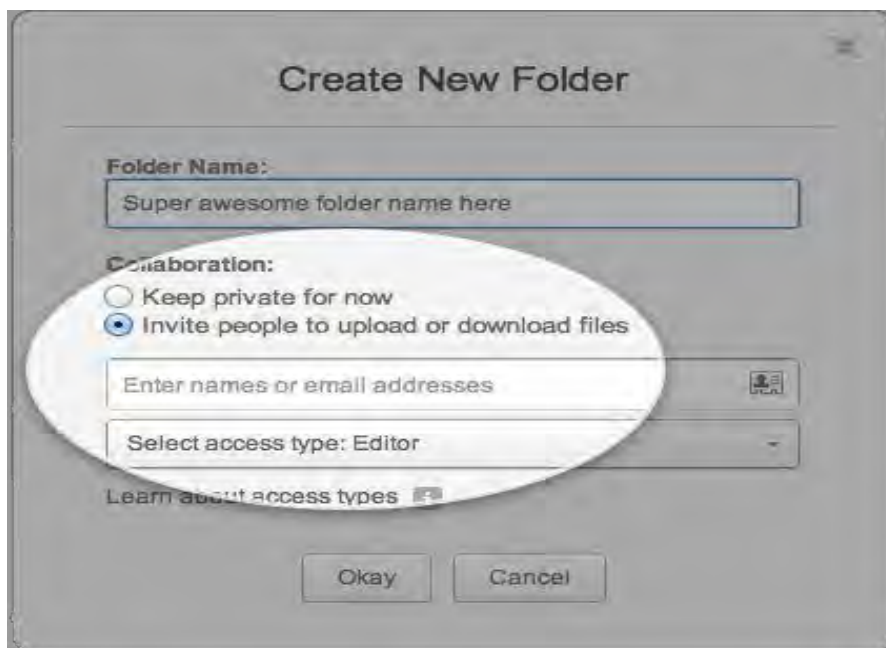 Create New Folder
Folder Name:
Super awesome folder name here
Collaboration:
Keep private for now
Invite people to upload or download files
Enter names or email addresses
Select access type: Editor
Learn about access types
Okay
Cancel